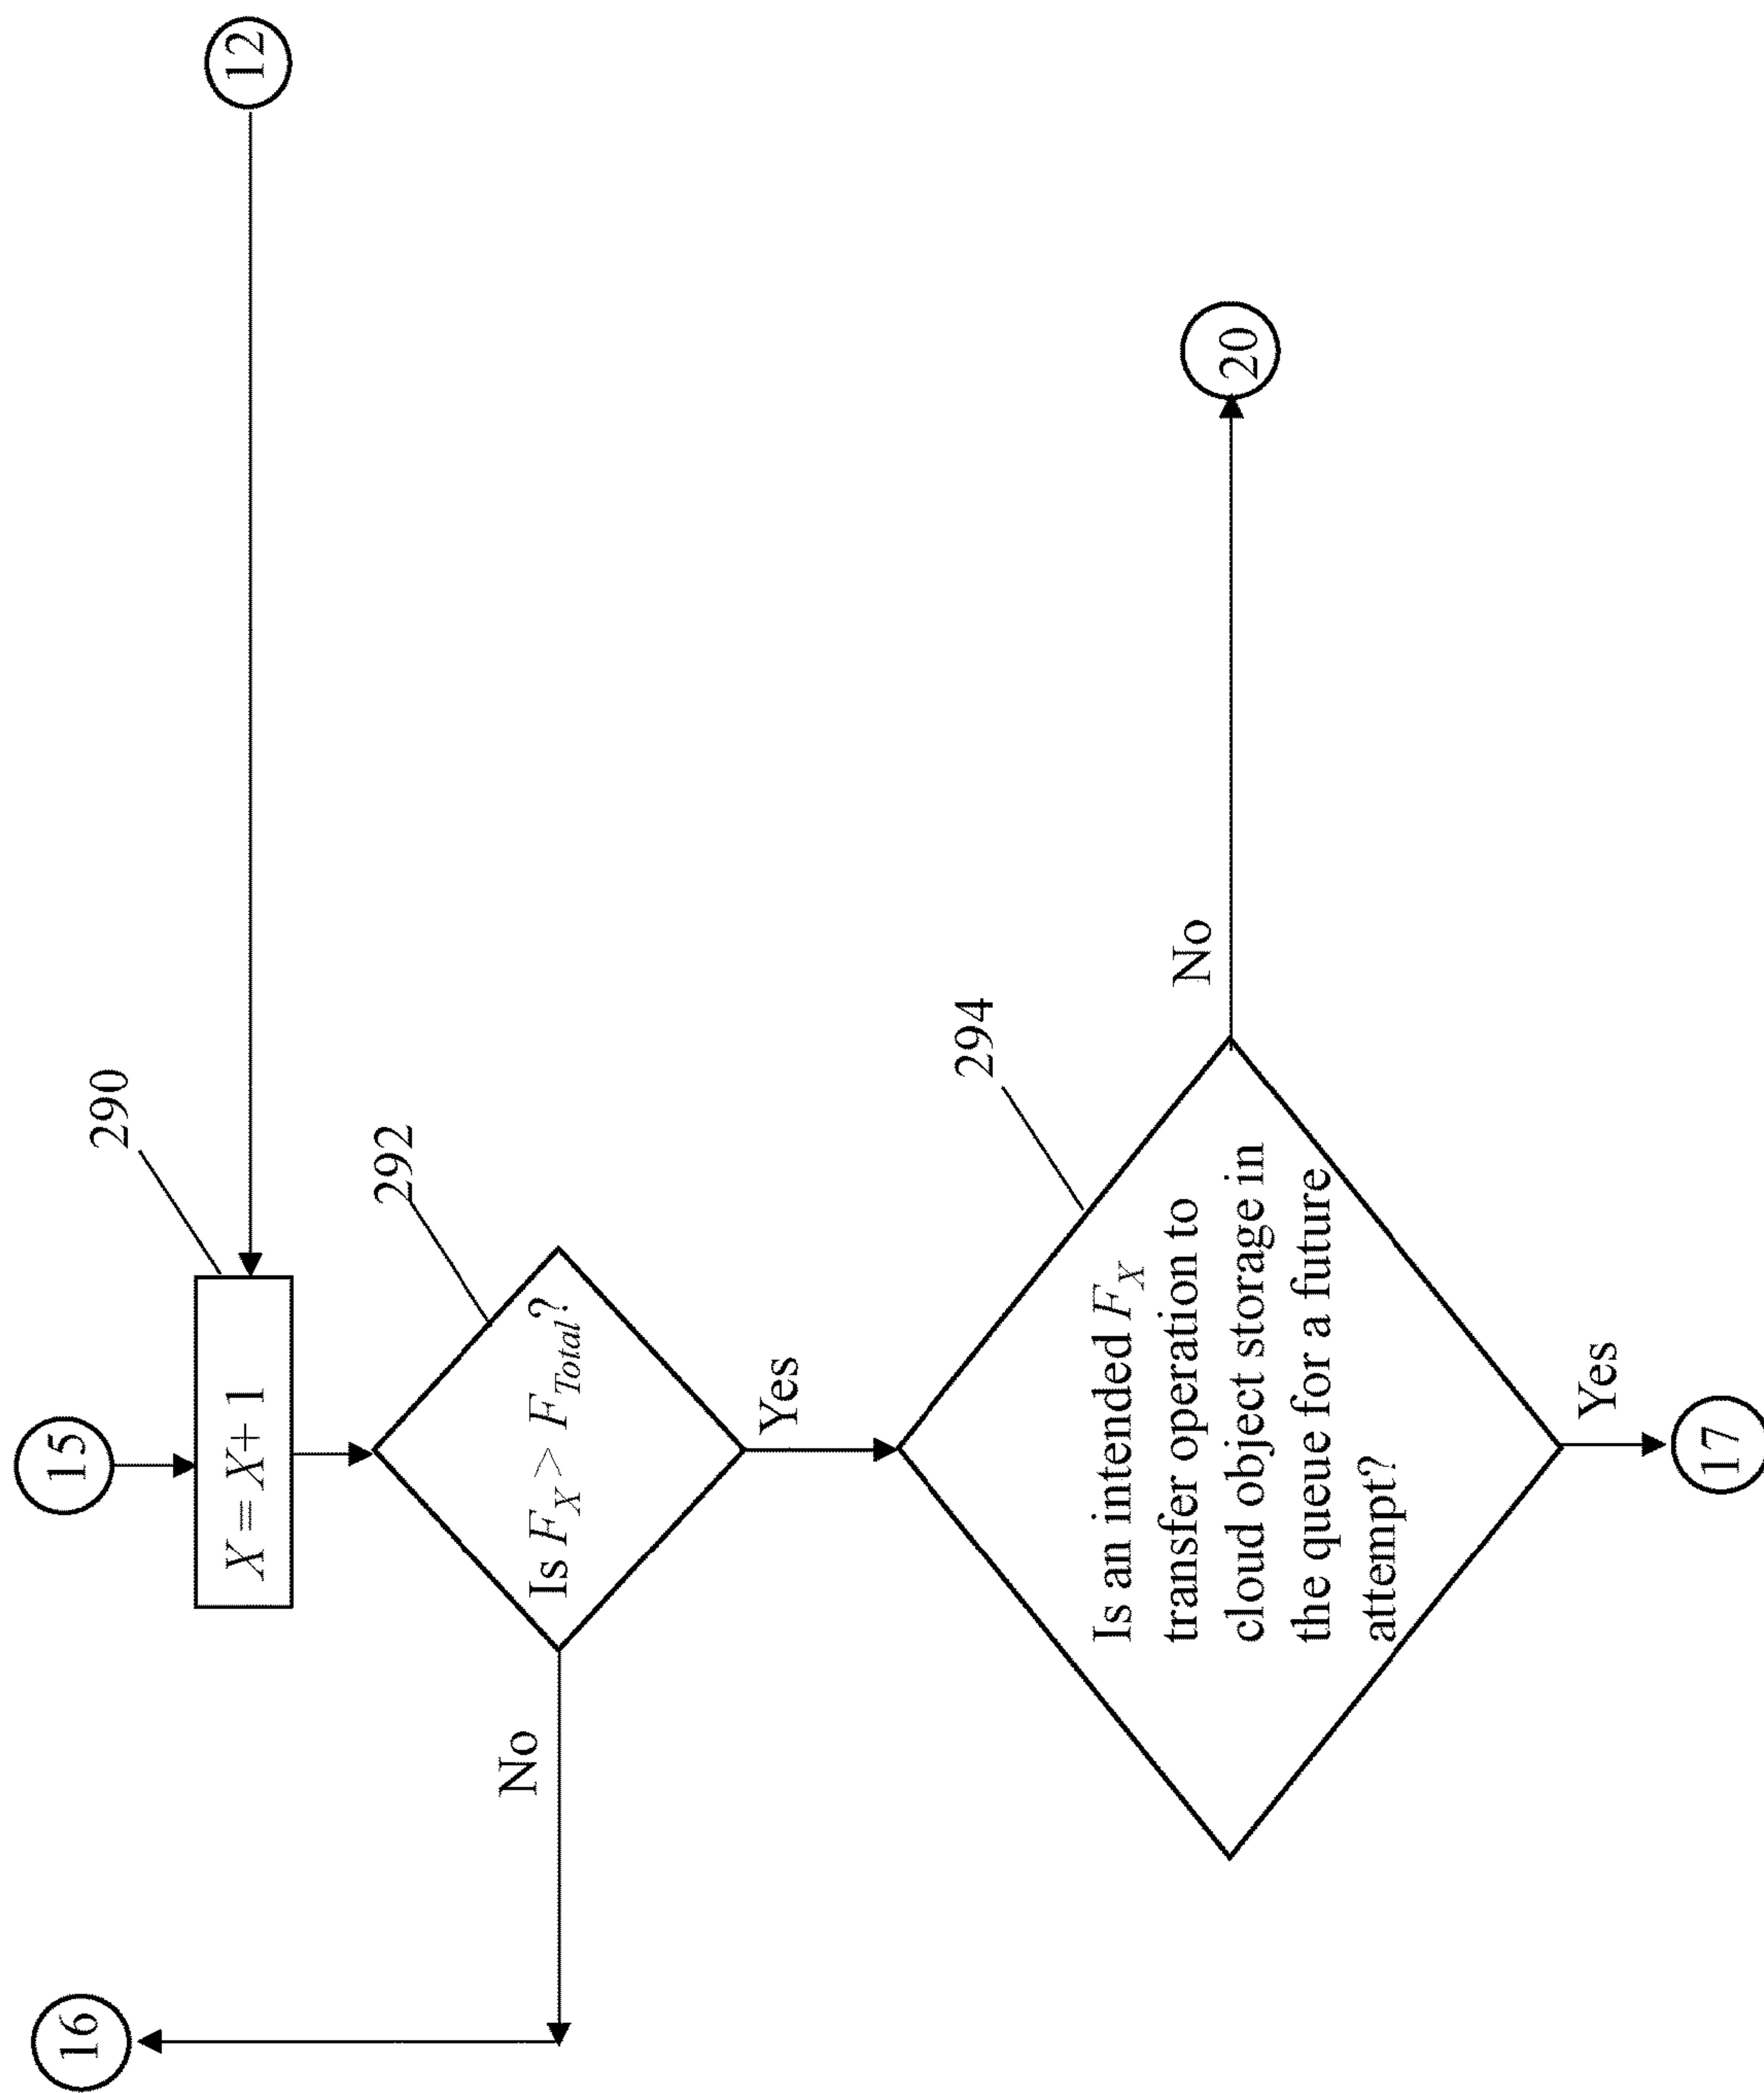 15
12
290
X = X+ 1
292
Is F_X > F_Total?
No
16
Yes
294
Is an intended F_X
transfer operation to
cloud object storage in
the queue for a future
attempt?
No
20
Yes
17